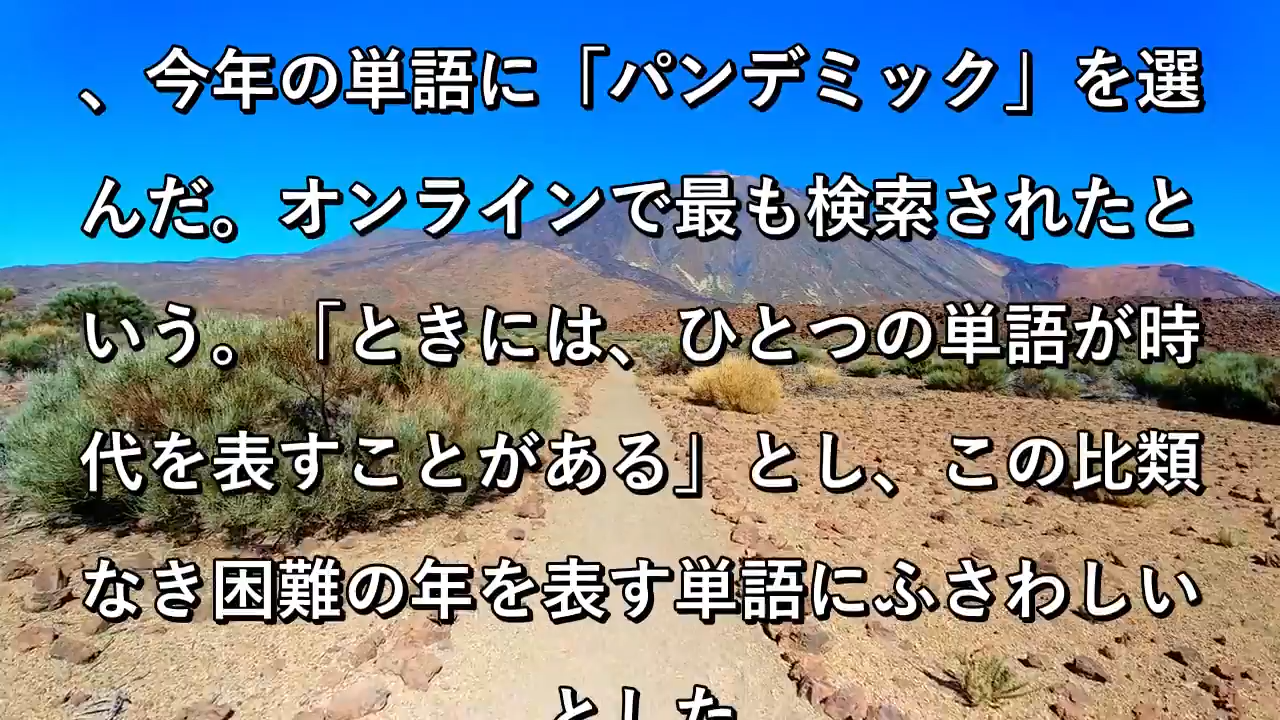 、今年の単語に「パンデミック」を選
んだ。オンラインで最も検索されたと
いう。「ときには、ひとつの単語が時
代を表すことがある」とし、この比類
なき困難の年を表す単語にふさわしい
とした